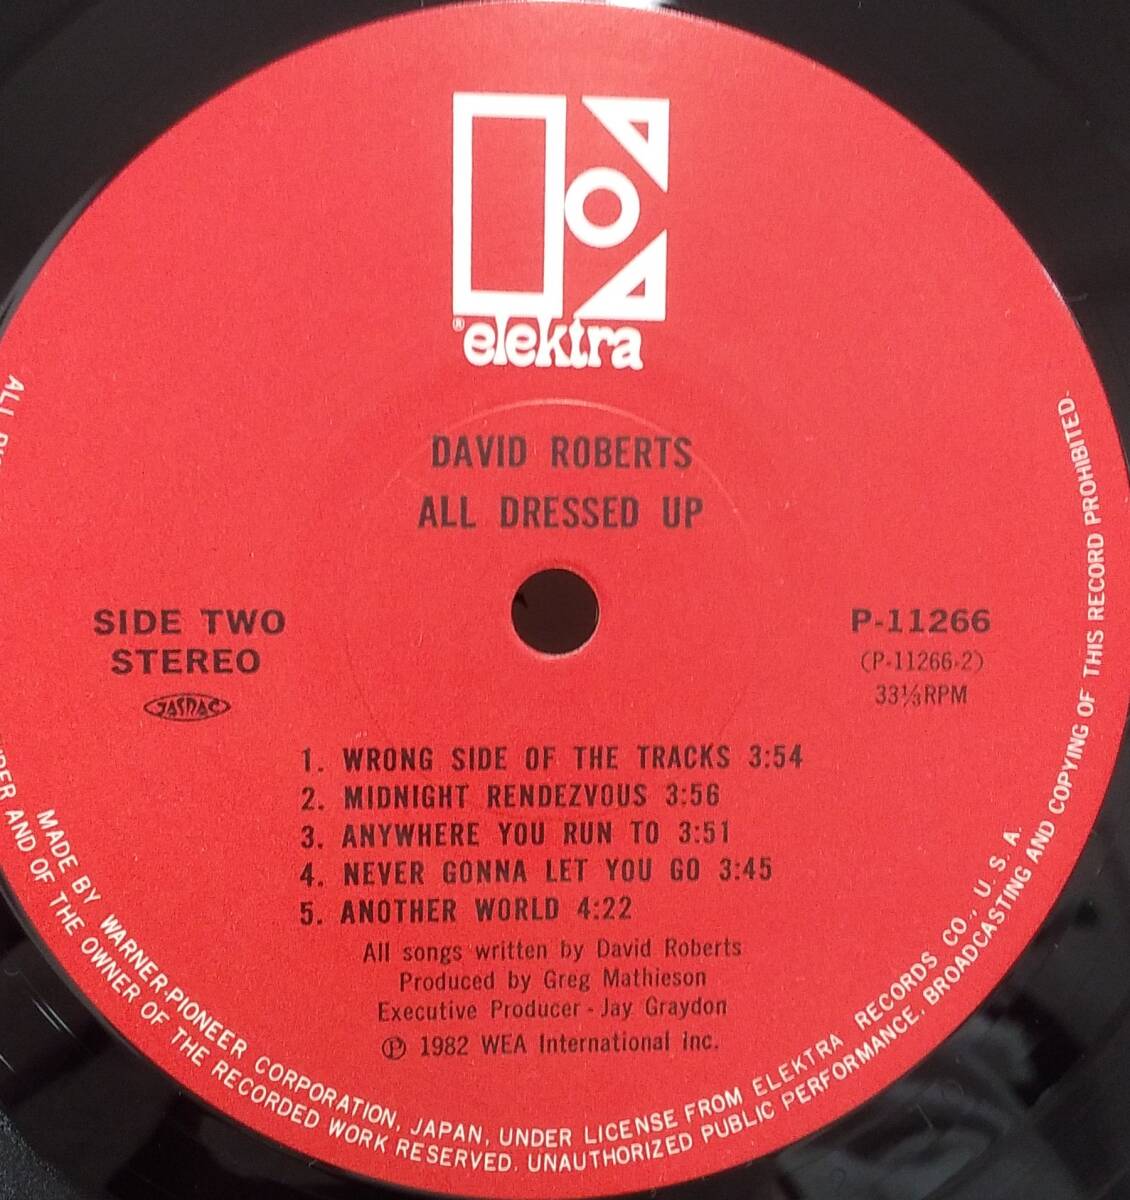 ® elektra
DAVID ROBERTS
ALL DRESSED UP
SIDE TWO
STEREO
JASRAC
P-11266
(P-11266-2)
33⅓RPM
1. WRONG SIDE OF THE TRACKS 3:54
2. MIDNIGHT RENDEZVOUS 3:56
3. ANYWHERE YOU RUN TO 3:51
4. NEVER GONNA LET YOU GO 3:45
5. ANOTHER WORLD 4:22
All songs written by David Roberts
Produced by Greg Mathieson
Executive Producer - Jay Graydon
℗ 1982 WEA International Inc.
MADE BY WARNER-PIONEER CORPORATION, JAPAN, UNDER LICENSE FROM ELEKTRA RECORDS CO., U. S. A.
ALL AND OF THE OWNER OF THE RECORDED WORK RESERVED. UNAUTHORIZED PUBLIC PERFORMANCE, BROADCASTING AND COPYING OF THIS RECORD PROHIBITED.